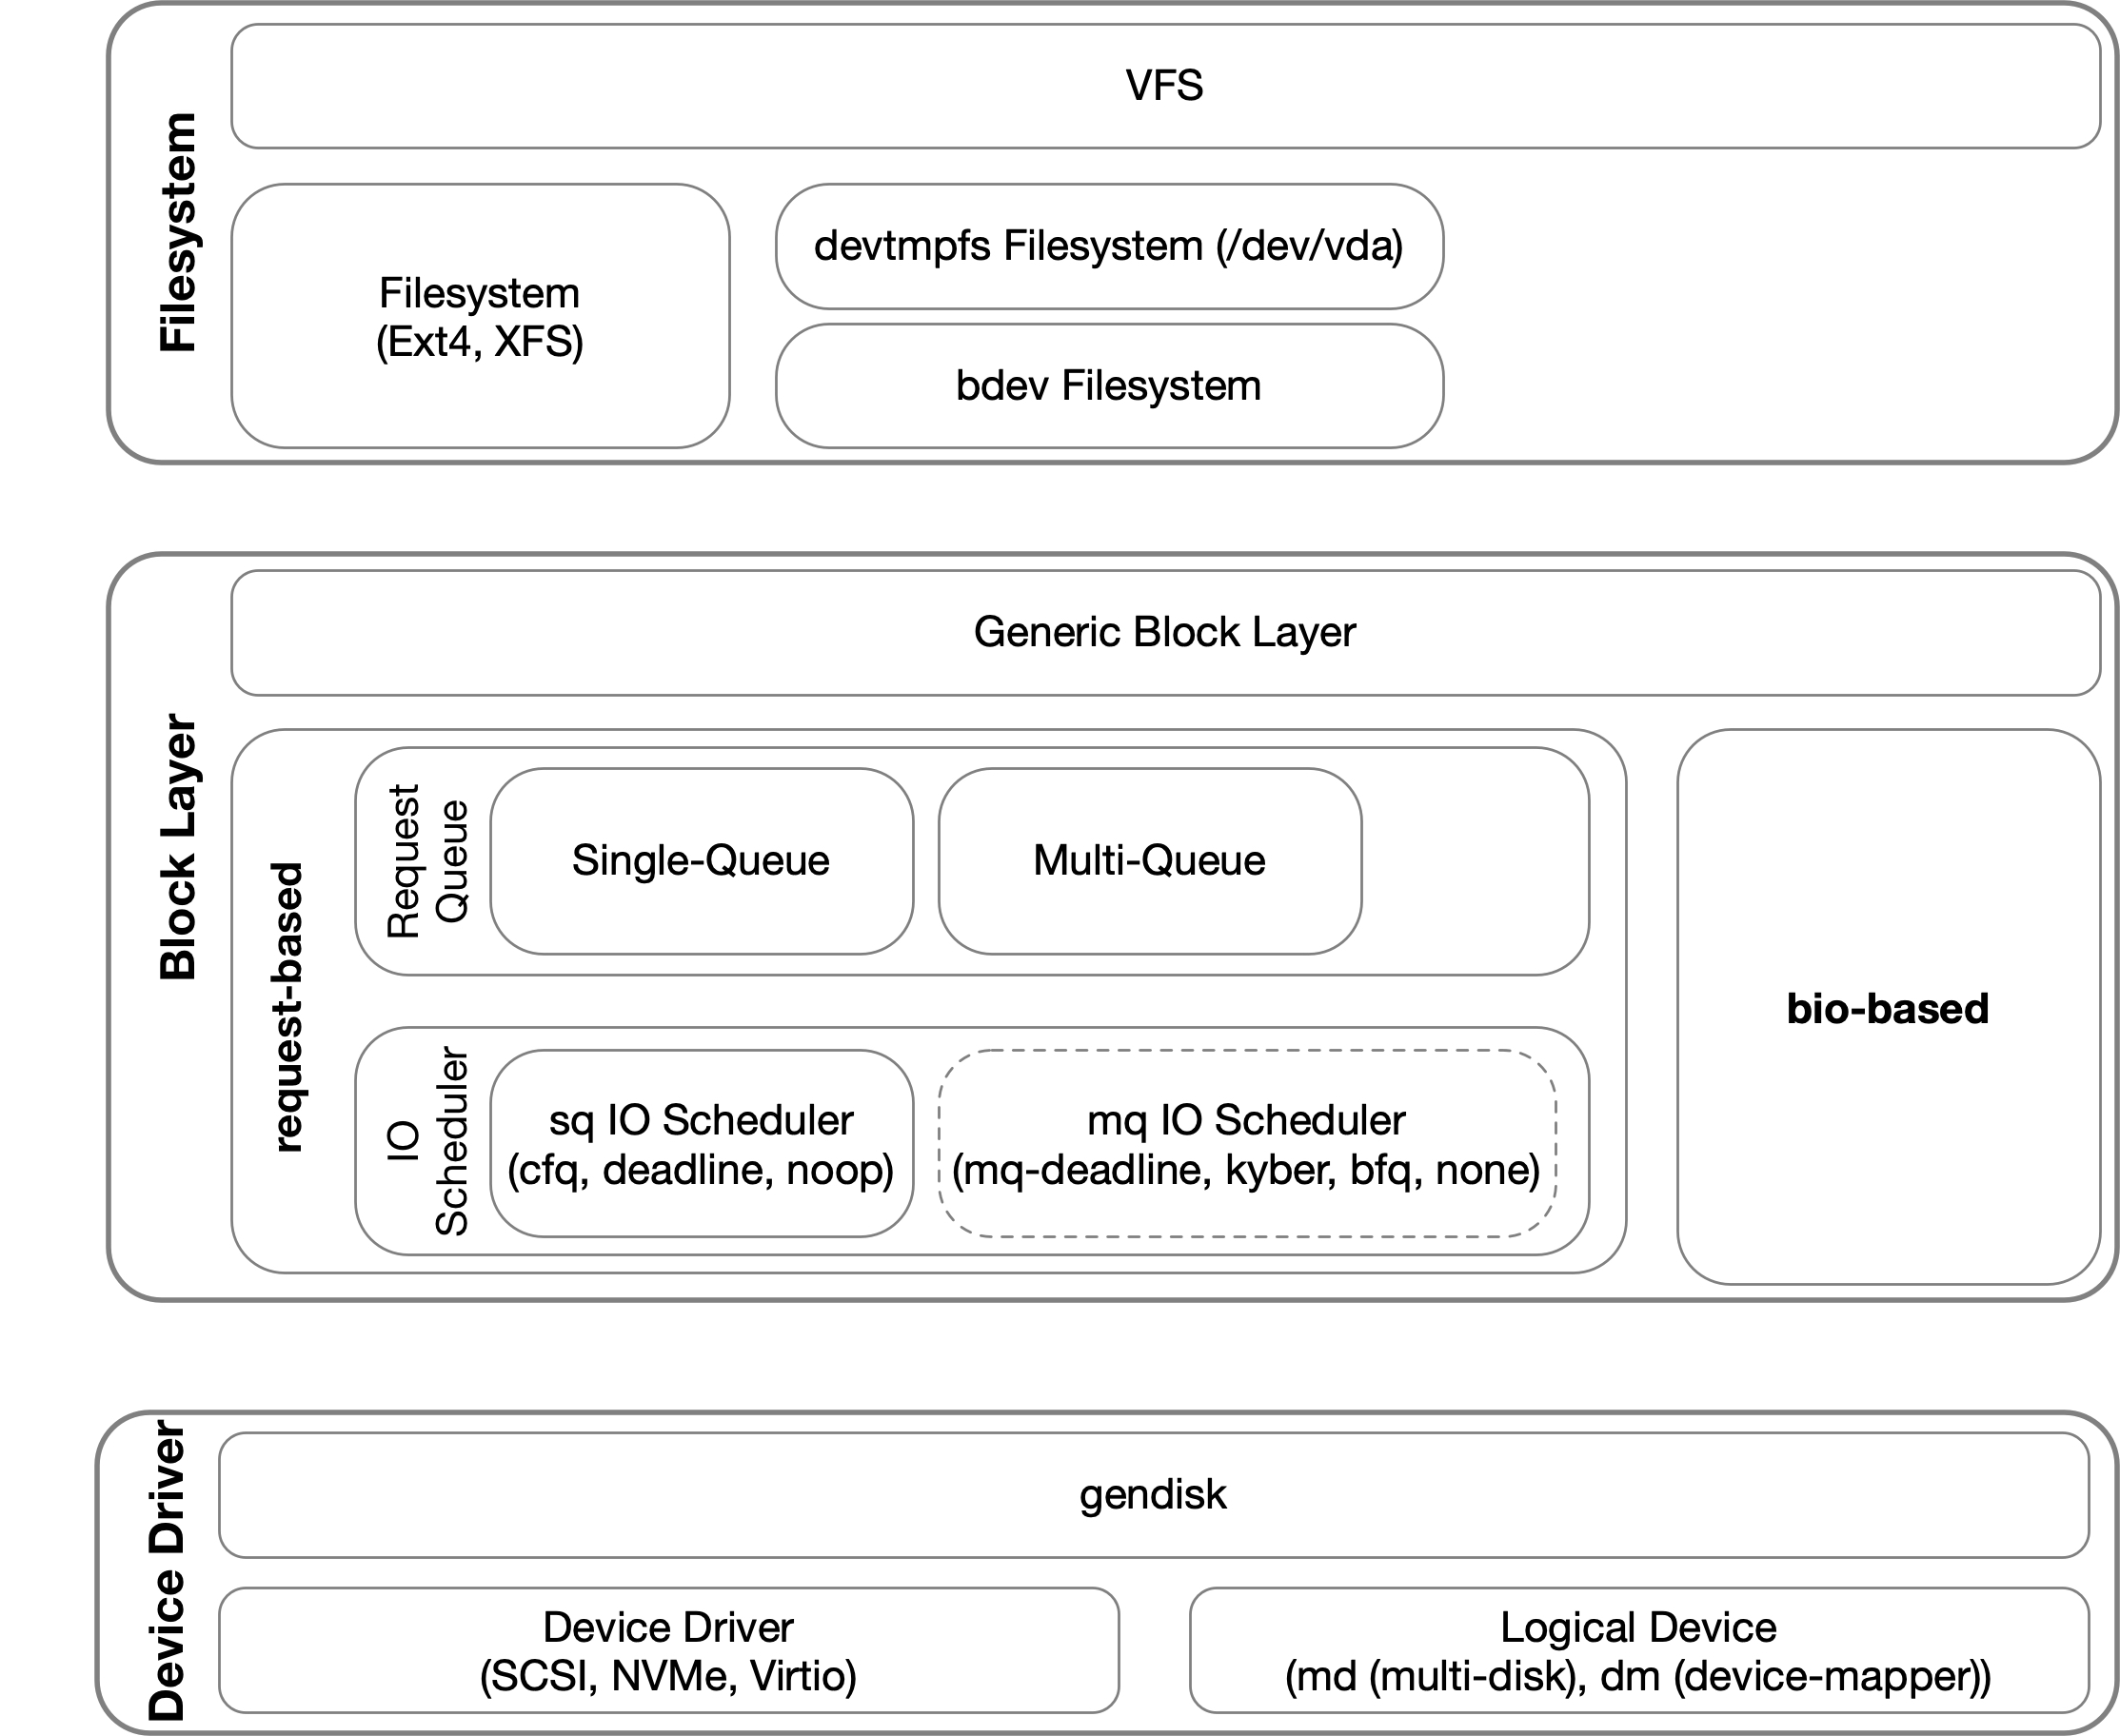 Filesystem
VFS
Filesystem
(Ext4, XFS)
devtmpfs Filesystem (/dev/vda)
bdev Filesystem
Block Layer
Generic Block Layer
request-based
Request
Queue
Single-Queue
Multi-Queue
IO
Scheduler
sq IO Scheduler
(cfq, deadline, noop)
mq IO Scheduler
(mq-deadline, kyber, bfq, none)
bio-based
Device Driver
gendisk
Device Driver
(SCSI, NVMe, Virtio)
Logical Device
(md (multi-disk), dm (device-mapper))